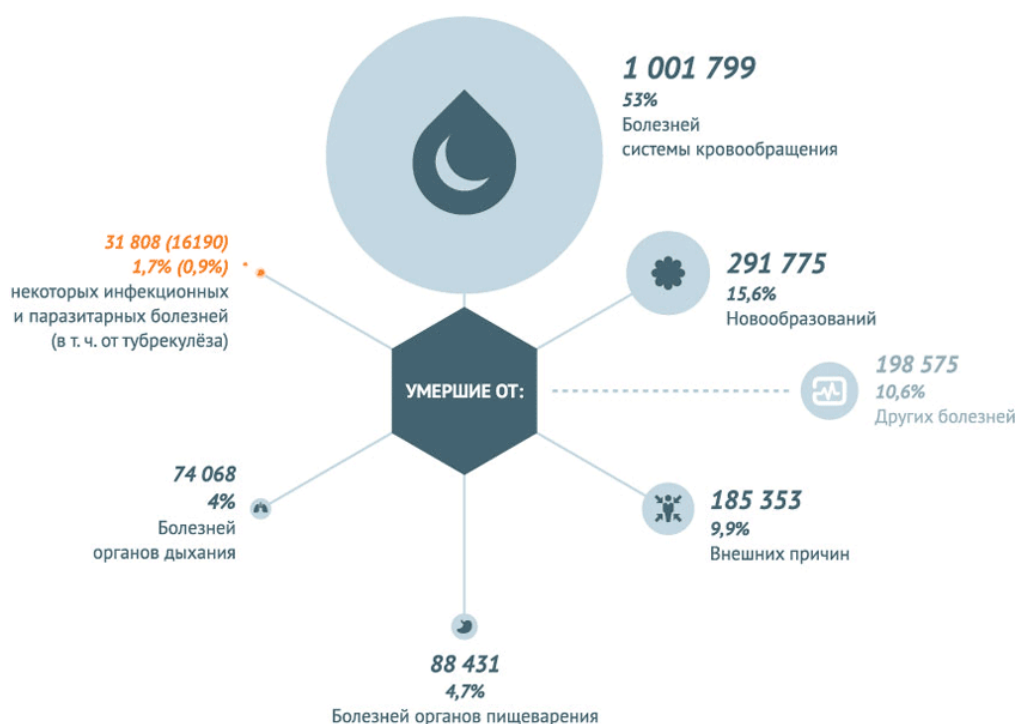 1 001 799
53%
Болезней
системы кровообращения
31 808 (16190)
1,7% (0,9%)
некоторых инфекционных
и паразитарных болезней
(в т. ч. от тубрекулёза)
291 775
15,6%
Новообразований
УМЕРШИЕ ОТ:
198 575
10,6%
Других болезней
74 068
4%
Болезней
органов дыхания
185 353
9,9%
Внешних причин
88 431
4,7%
Болезней органов пищеварения